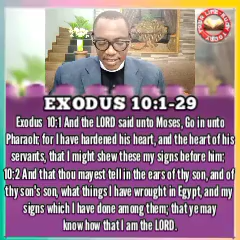 EXODUS 10:1-29
Exodus 10:1 And the LORD said unto Moses, Go in unto
Pharaoh: for I have hardened his heart, and the heart of his
servants, that I might shew these my signs before him;
10:2 And that thou mayest tell in the ears of thy son, and of
thy son's son, what things I have wrought in Egypt, and my
signs which I have done among them; that ye may
know how that I am the LORD.